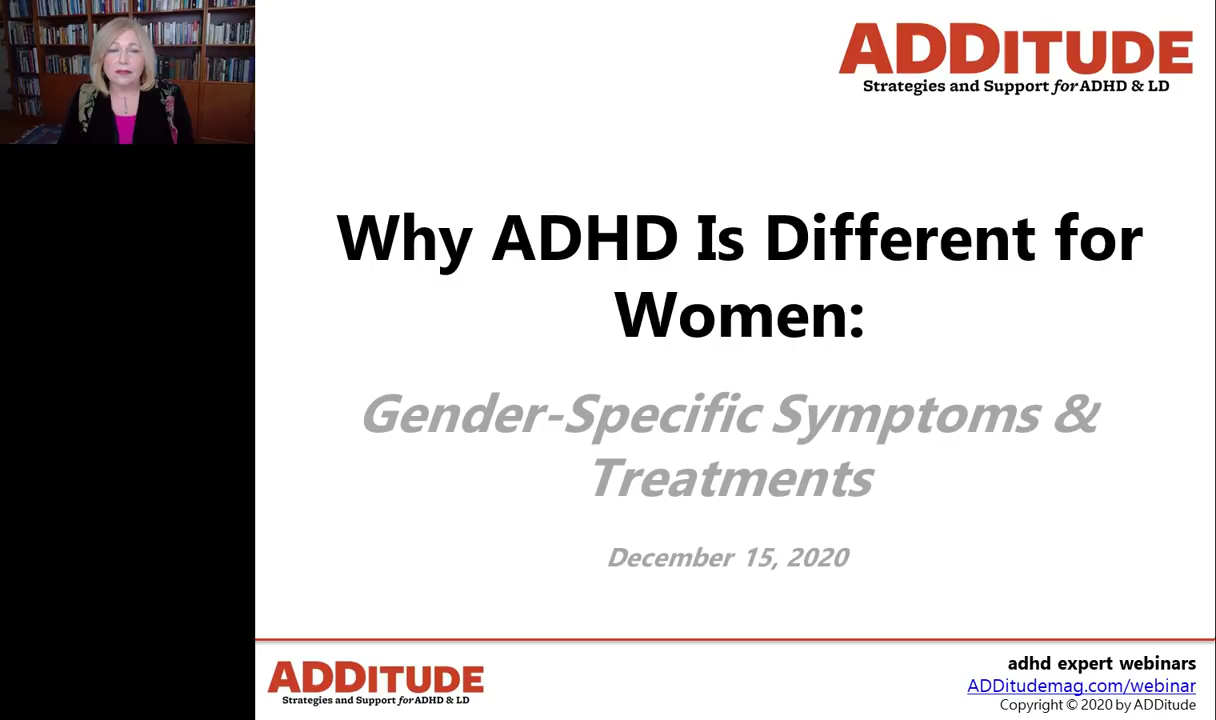 ADDITUDE
Strategies and Support for ADHD & LD
Why ADHD Is Different for
Women:
Gender-Specific Symptoms &
Treatments
December 15, 2020
ADDITUDE
Strategies and Support for ADHD & LD
adhd expert webinars
ADDitudemag.com/webinar
Copyright © 2020 by ADDitude